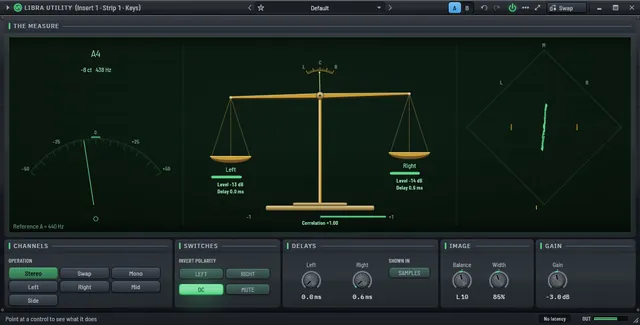 LIBRA UTILITY (Insert 1 · Strip 1 · Keys)
Default
A B
Swap
THE MEASURE
A4
-8 ct 438 Hz
-50 -25 0 +25 +50
Reference A = 440 Hz
L C R
Left
Level -13 dB
Delay 0.0 ms
Right
Level -14 dB
Delay 0.6 ms
-1 +1
Correlation +1.00
M
L R
CHANNELS
OPERATION
Stereo Swap Mono
Left Right Mid
Side
SWITCHES
INVERT POLARITY
LEFT RIGHT
DC MUTE
DELAYS
Left Right
0.0ms 0.6ms
SHOWN IN
SAMPLES
IMAGE
Balance Width
L10 85%
GAIN
Gain
-3.0dB
Point at a control to see what it does
No latency
OUT